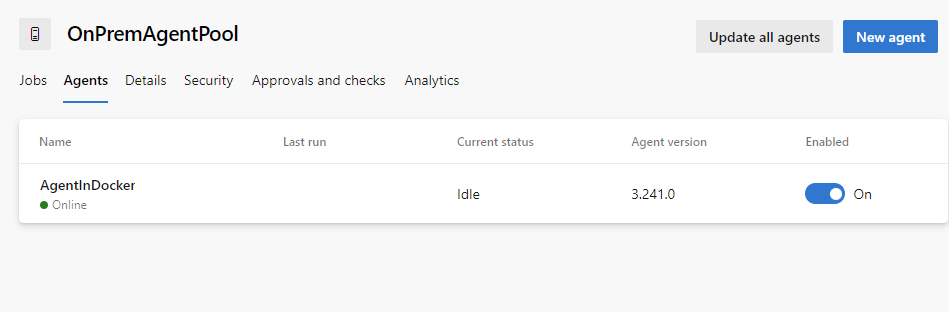 OnPremAgentPool
Update all agents
New agent
Jobs Agents Details Security Approvals and checks Analytics
Name Last run Current status Agent version Enabled
AgentInDocker
Online
Idle 3.241.0 On